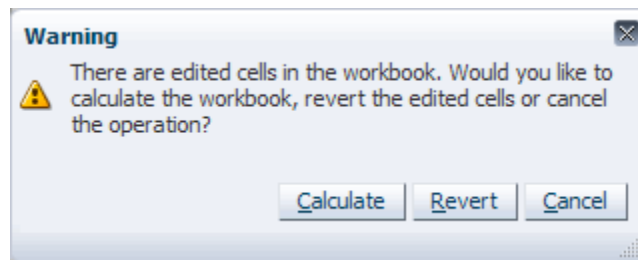 Warning
There are edited cells in the workbook. Would you like to
calculate the workbook, revert the edited cells or cancel
the operation?
Calculate Revert Cancel